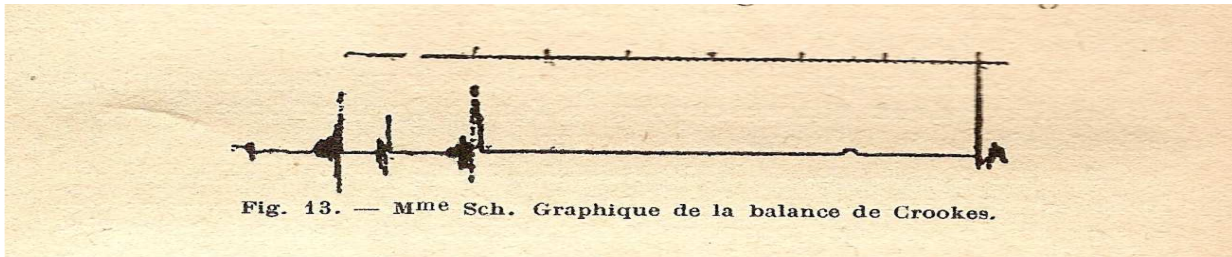 Fig. 13. — Mme Sch. Graphique de la balance de Crookes.